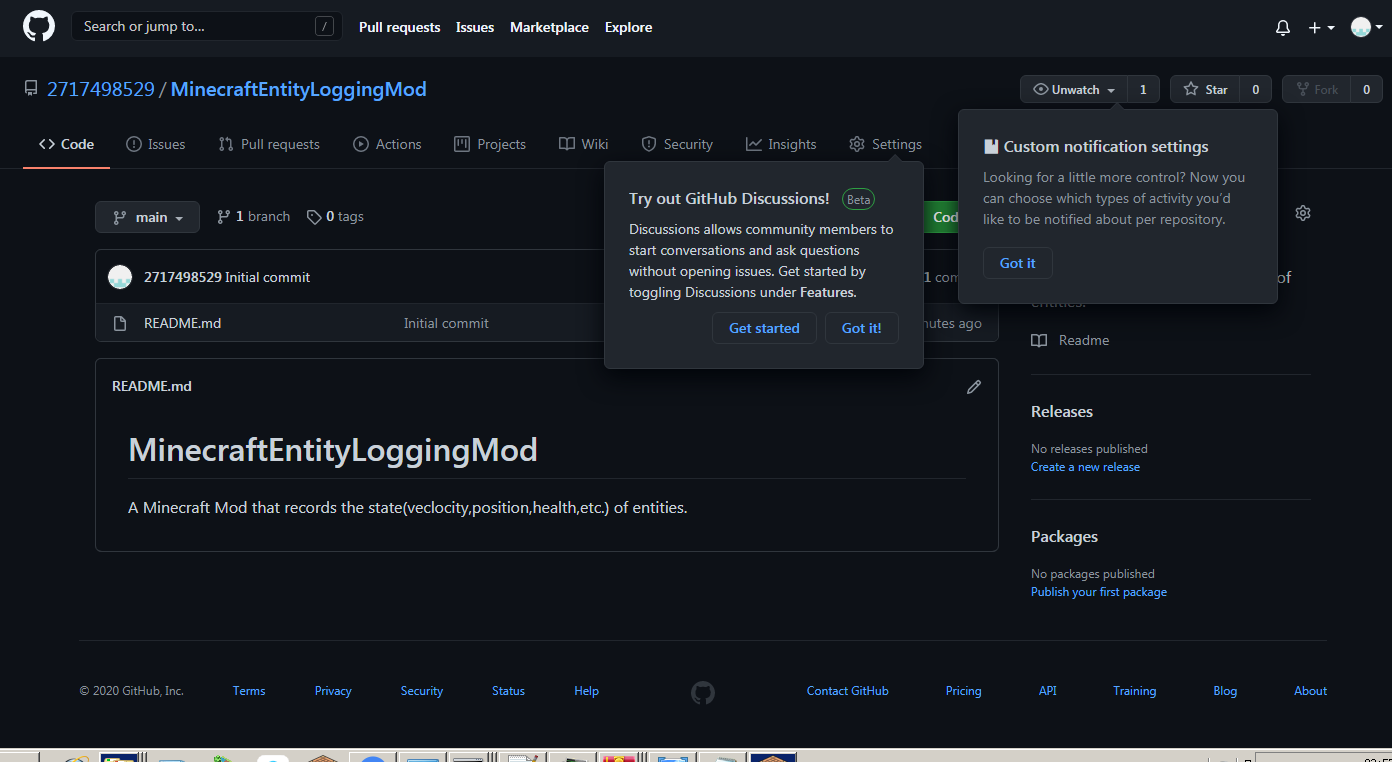 Search or jump to... /
Pull requests Issues Marketplace Explore
2717498529 / MinecraftEntityLoggingMod
Unwatch 1 Star 0 Fork 0
Code Issues Pull requests Actions Projects Wiki Security Insights Settings
Custom notification settings
Looking for a little more control? Now you
can choose which types of activity you'd
like to be notified about per repository.
Got it
Try out GitHub Discussions! Beta
Discussions allows community members to
start conversations and ask questions
without opening issues. Get started by
toggling Discussions under Features.
Get started Got it!
main 1 branch 0 tags
2717498529 Initial commit 1
README.md Initial commit ago
of
entities.
Readme
README.md
MinecraftEntityLoggingMod
A Minecraft Mod that records the state(veclocity,position,health,etc.) of entities.
Releases
No releases published
Create a new release
Packages
No packages published
Publish your first package
© 2020 GitHub, Inc. Terms Privacy Security Status Help Contact GitHub Pricing API Training Blog About